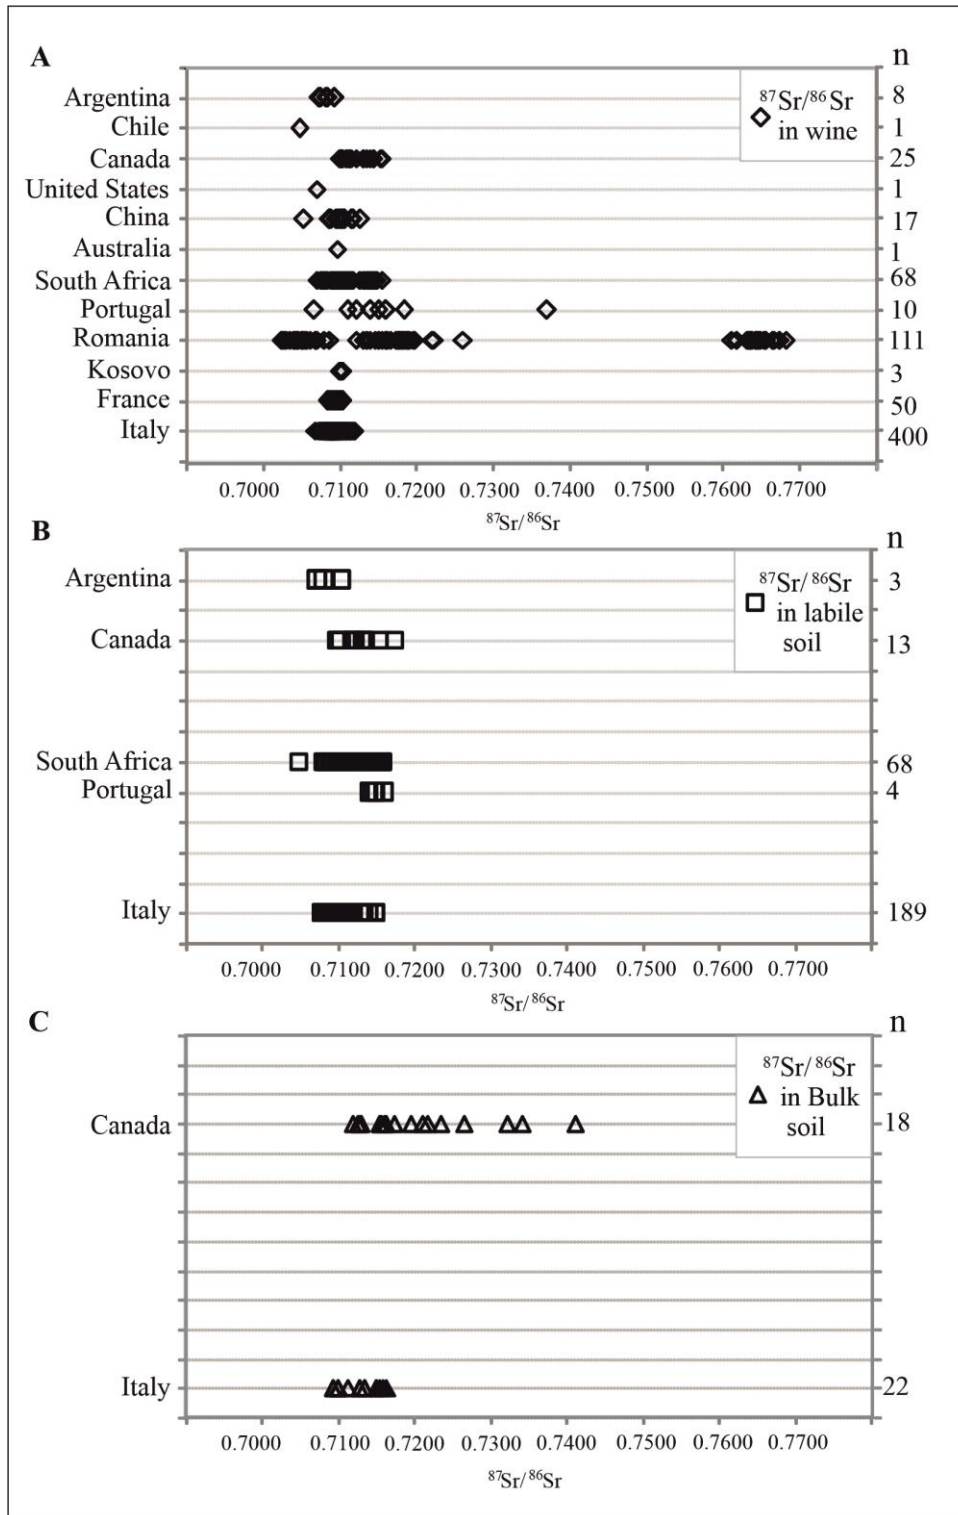 A
n
Argentina 8
Chile 1
Canada 25
United States 1
China 17
Australia 1
South Africa 68
Portugal 10
Romania 111
Kosovo 3
France 50
Italy 400
87Sr/86Sr
in wine
0.7000 0.7100 0.7200 0.7300 0.7400 0.7500 0.7600 0.7700
87Sr/86Sr
B
n
Argentina 3
Canada 13
South Africa 68
Portugal 4
Italy 189
87Sr/86Sr
in labile
soil
0.7000 0.7100 0.7200 0.7300 0.7400 0.7500 0.7600 0.7700
87Sr/86Sr
C
n
Canada 18
Italy 22
87Sr/86Sr
in Bulk
soil
0.7000 0.7100 0.7200 0.7300 0.7400 0.7500 0.7600 0.7700
87Sr/86Sr